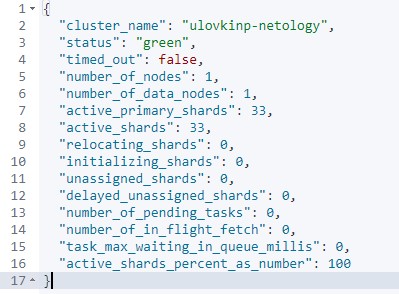 1 {
2 "cluster_name": "ulovkinp-netology",
3 "status": "green",
4 "timed_out": false,
5 "number_of_nodes": 1,
6 "number_of_data_nodes": 1,
7 "active_primary_shards": 33,
8 "active_shards": 33,
9 "relocating_shards": 0,
10 "initializing_shards": 0,
11 "unassigned_shards": 0,
12 "delayed_unassigned_shards": 0,
13 "number_of_pending_tasks": 0,
14 "number_of_in_flight_fetch": 0,
15 "task_max_waiting_in_queue_millis": 0,
16 "active_shards_percent_as_number": 100
17 }